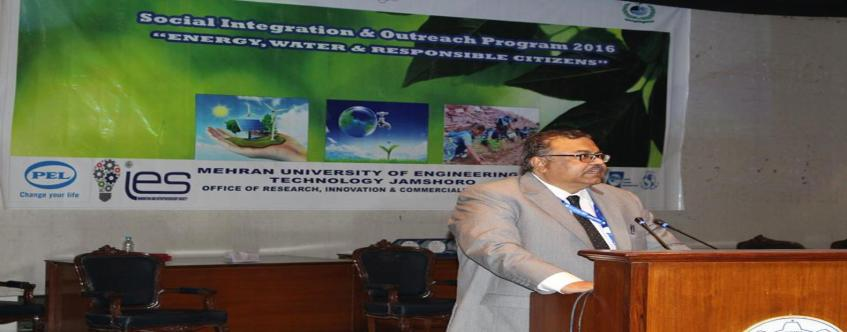 Social Integration & Outreach Program 2016
“ENERGY, WATER & RESPONSIBLE CITIZENS”
PEL
Change your life
ies
MEHRAN UNIVERSITY OF ENGINEERING
TECHNOLOGY JAMSHORO
OFFICE OF RESEARCH, INNOVATION & COMMERCIAL